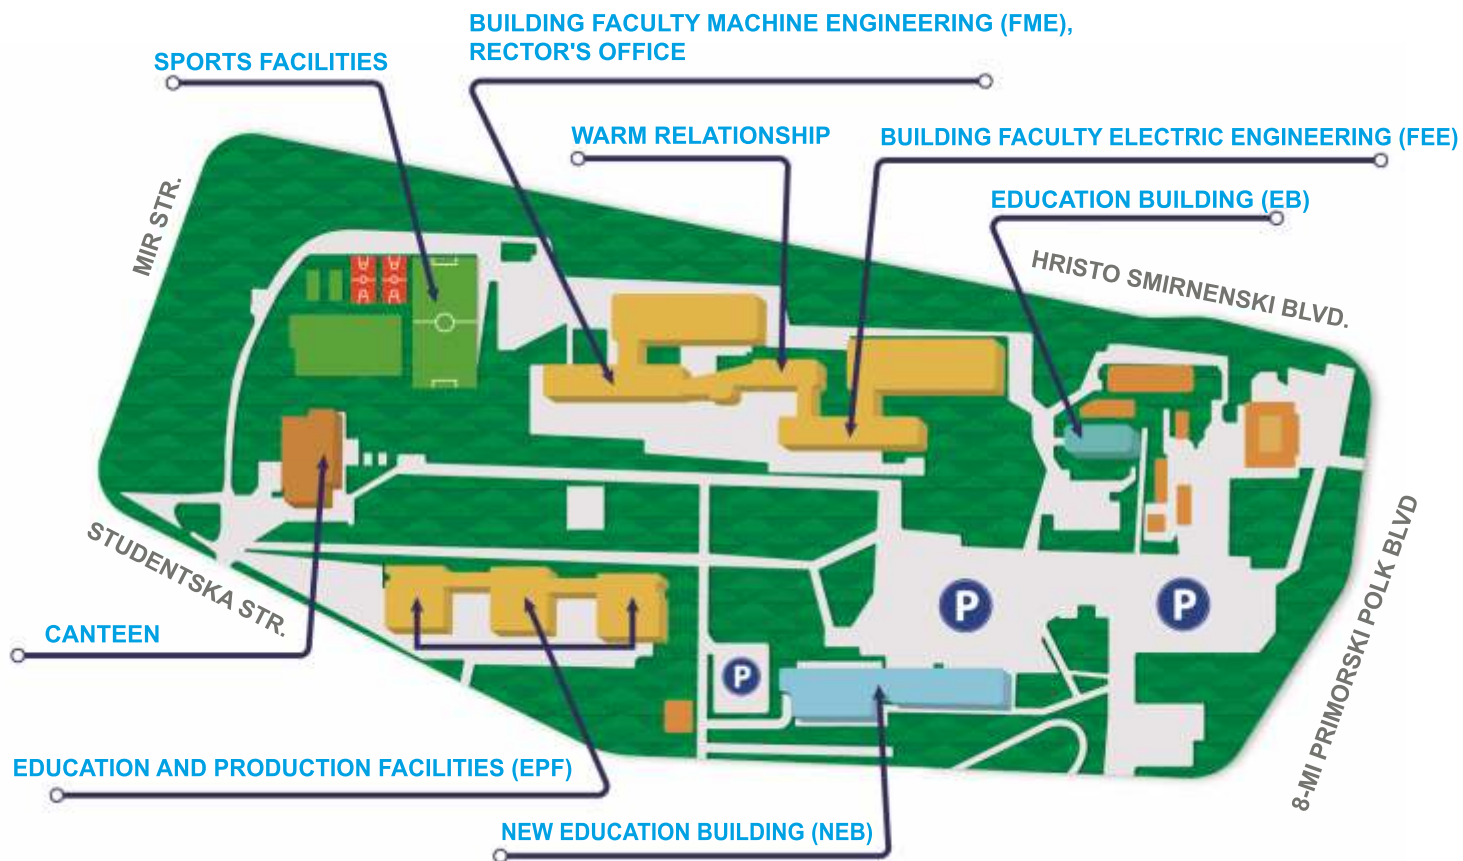 BUILDING FACULTY MACHINE ENGINEERING (FME),
RECTOR'S OFFICE
SPORTS FACILITIES
WARM RELATIONSHIP
BUILDING FACULTY ELECTRIC ENGINEERING (FEE)
EDUCATION BUILDING (EB)
MIR STR.
HRISTO SMIRNENSKI BLVD.
STUDENTSKA STR.
8-MI PRIMORSKI POLK BLVD
P
P
P
CANTEEN
EDUCATION AND PRODUCTION FACILITIES (EPF)
NEW EDUCATION BUILDING (NEB)